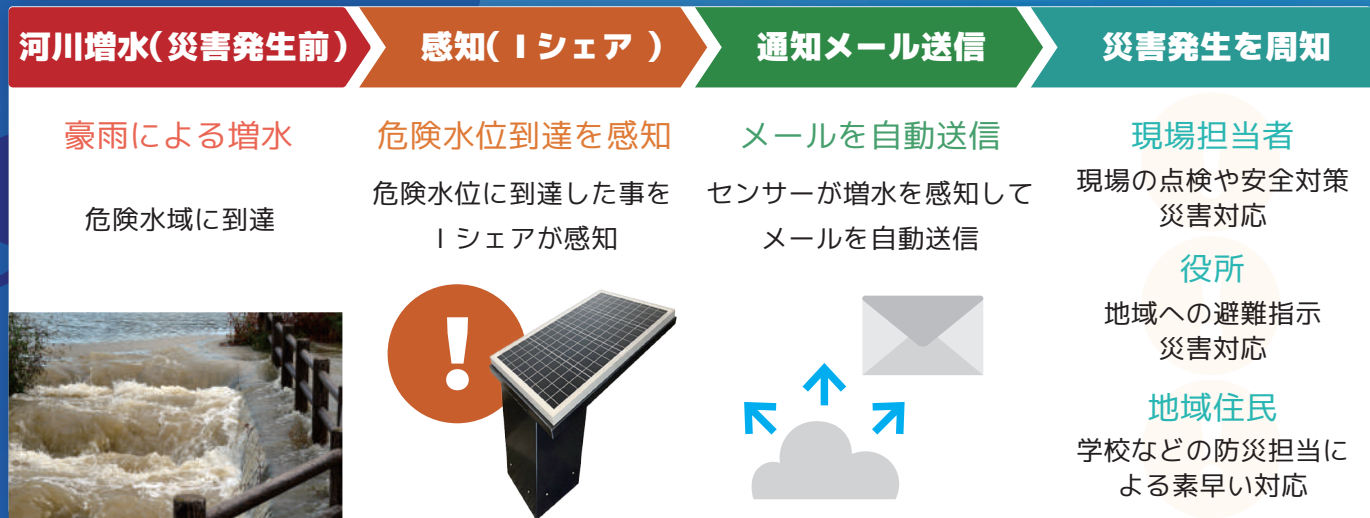 河川増水(災害発生前)
感知( Iシェア )
通知メール送信
災害発生を周知
豪雨による増水
危険水域に到達
危険水位到達を感知
危険水位に到達した事を
Iシェアが感知
メールを自動送信
センサーが増水を感知して
メールを自動送信
現場担当者
現場の点検や安全対策
災害対応
役所
地域への避難指示
災害対応
地域住民
学校などの防災担当に
よる素早い対応